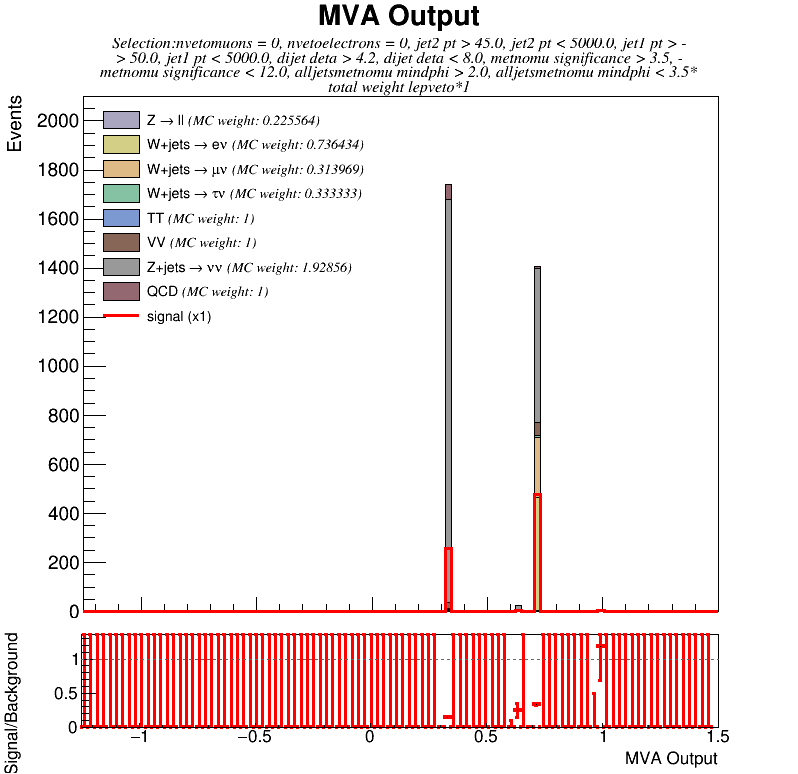 MVA Output
Selection:nvetomuons = 0, nvetoelectrons = 0, jet2 pt > 45.0, jet2 pt < 5000.0, jet1 pt > -
> 50.0, jet1 pt < 5000.0, dijet deta > 4.2, dijet deta < 8.0, metnomu significance > 3.5, -
metnomu significance < 12.0, alljetsmetnomu mindphi > 2.0, alljetsmetnomu mindphi < 3.5*
total weight lepveto*1
Events
2000
1800
1600
1400
1200
1000
800
600
400
200
0
Z → ll (MC weight: 0.225564)
W+jets → eν (MC weight: 0.736434)
W+jets → μν (MC weight: 0.313969)
W+jets → τν (MC weight: 0.333333)
TT (MC weight: 1)
VV (MC weight: 1)
Z+jets → νν (MC weight: 1.92856)
QCD (MC weight: 1)
signal (x1)
Signal/Background
1
0.5
0
−1 −0.5 0 0.5 1 1.5
MVA Output